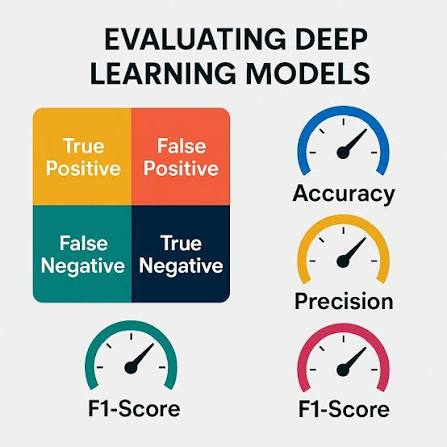 EVALUATING DEEP
LEARNING MODELS
True
Positive
False
Positive
False
Negative
True
Negative
Accuracy
Precision
F1-Score
F1-Score